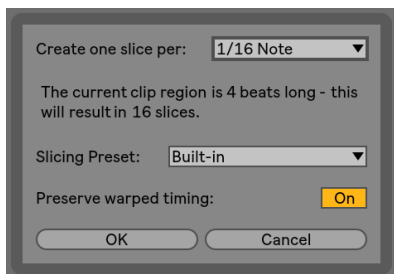 Create one slice per: 1/16 Note
The current clip region is 4 beats long - this
will result in 16 slices.
Slicing Preset: Built-in
Preserve warped timing: On
OK Cancel